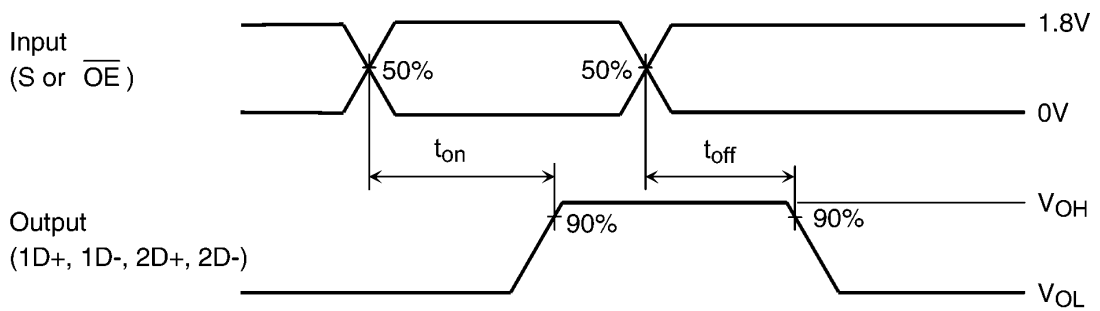 Input
(S or OE)
50%
50%
1.8V
0V
ton
toff
Output
(1D+, 1D-, 2D+, 2D-)
90%
90%
VOH
VOL